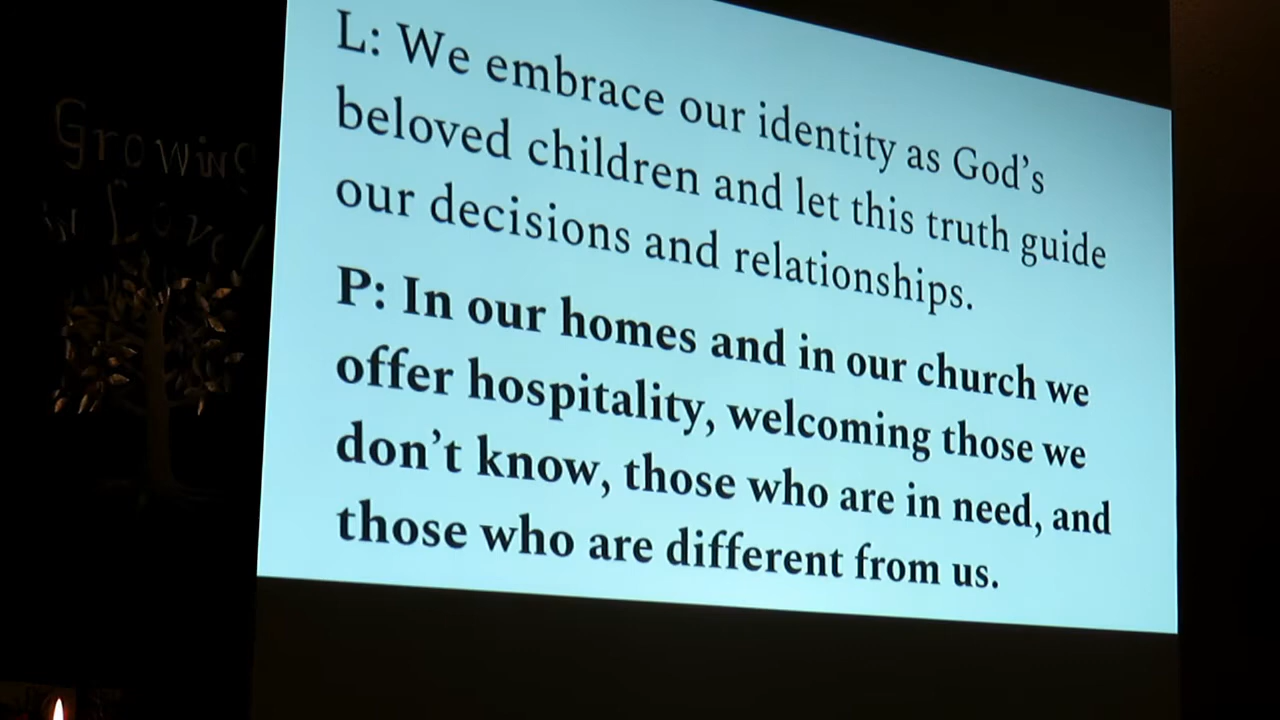 Growing
in Love!
L: We embrace our identity as God's
beloved children and let this truth guide
our decisions and relationships.
P: In our homes and in our church we
offer hospitality, welcoming those we
don't know, those who are in need, and
those who are different from us.